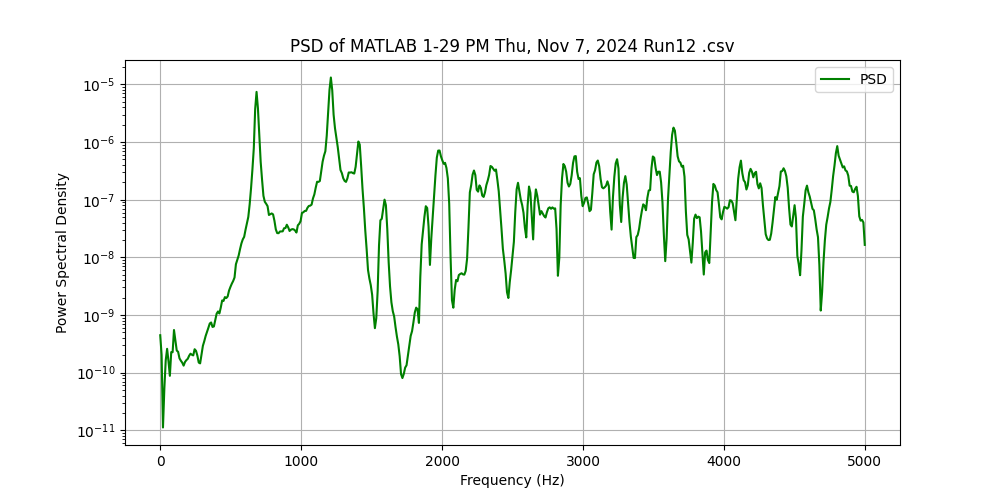 PSD of MATLAB 1-29 PM Thu, Nov 7, 2024 Run12 .csv
PSD
Power Spectral Density
10⁻⁵
10⁻⁶
10⁻⁷
10⁻⁸
10⁻⁹
10⁻¹⁰
10⁻¹¹
0 1000 2000 3000 4000 5000
Frequency (Hz)